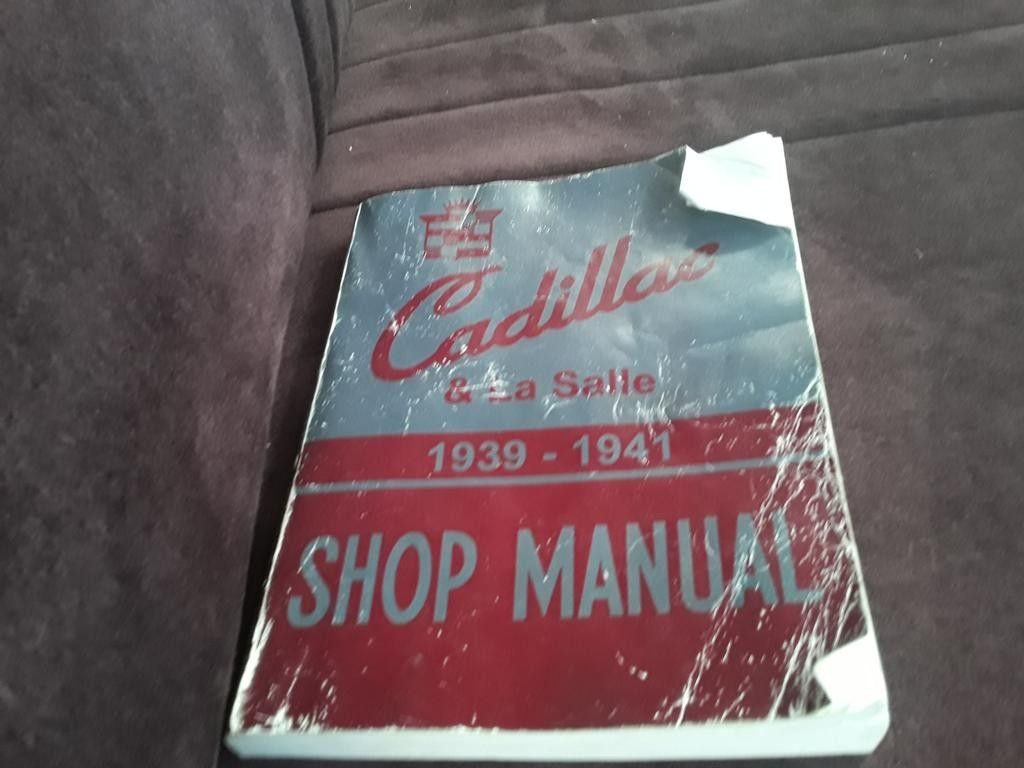 Cadillac
& La Salle
1939 - 1941
SHOP MANUAL